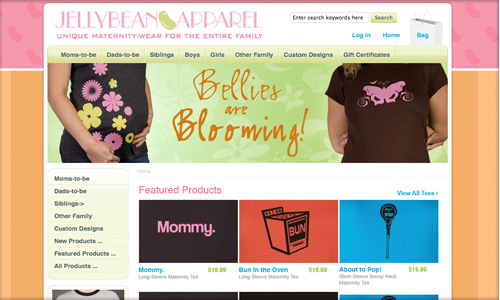 JELLYBEAN APPAREL
UNIQUE MATERNITY-WEAR FOR THE ENTIRE FAMILY
Enter search keywords here
Search
Log In
Home
Bag
Moms-to-be
Dads-to-be
Siblings
Boys
Girls
Other Family
Custom Designs
Gift Certificates
Bellies
are
Blooming!
Moms-to-be
Dads-to-be
Siblings->
Other Family
Custom Designs
New Products ...
Featured Products ...
All Products ...
Home
Featured Products
View All Tees
Mommy.
BUN
Mommy.
$19.99
Long Sleeve Maternity Tee
Bun in the Oven
$19.99
Long Sleeve Maternity Tee
About to Pop!
$19.99
Short Sleeve Scoop Neck
Maternity Tee